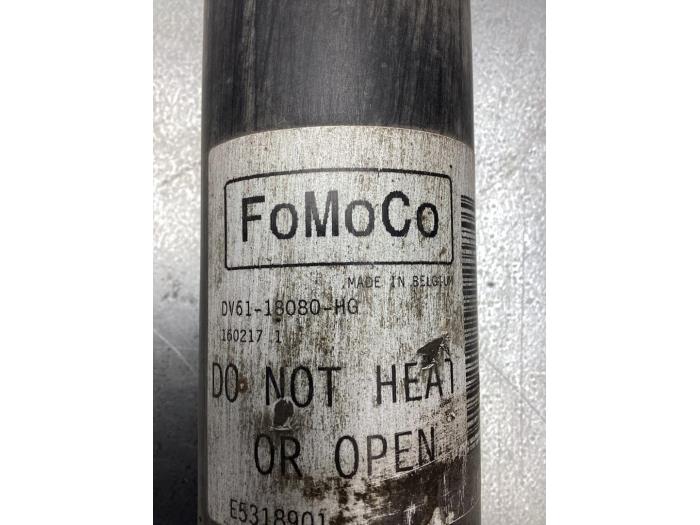 FoMoCo
MADE IN BELGIUM
DV61-18080-HG
160217 1
DO NOT HEAT
OR OPEN
E5318901